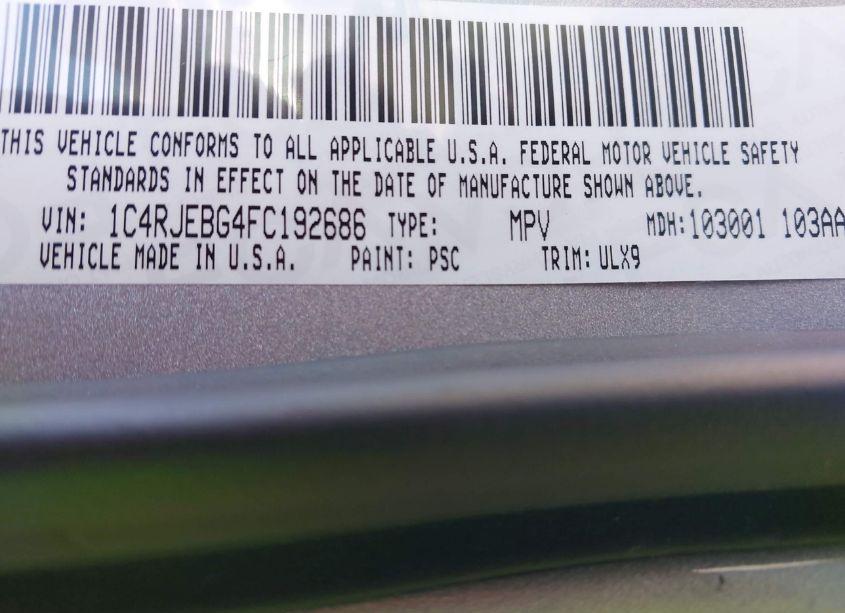 THIS VEHICLE CONFORMS TO ALL APPLICABLE U.S.A. FEDERAL MOTOR VEHICLE SAFETY
STANDARDS IN EFFECT ON THE DATE OF MANUFACTURE SHOWN ABOVE.
VIN: 1C4RJEBG4FC192686 TYPE: MPV MDH:103001 103AA
VEHICLE MADE IN U.S.A. PAINT: PSC TRIM: ULX9